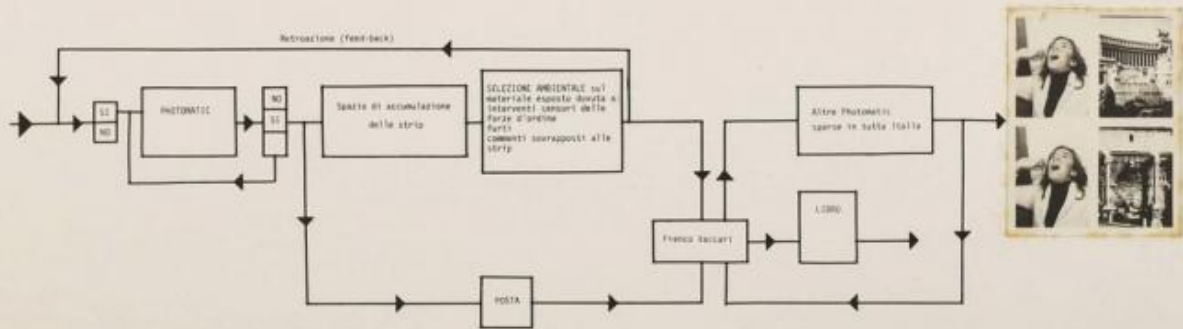 Retroazione (feed-back)
SI
NO
PHOTOMATIC
NO
SI
Spazio di accumulazione
delle strip
SELEZIONE AMBIENTALE sul
materiale esposto dovuta a:
interventi censori delle
forze d'ordine
furti
commenti sovrapposti alle
strip
Altre Photomatic
sparse in tutta italia
LIBRO
Franco Vaccari
POSTA